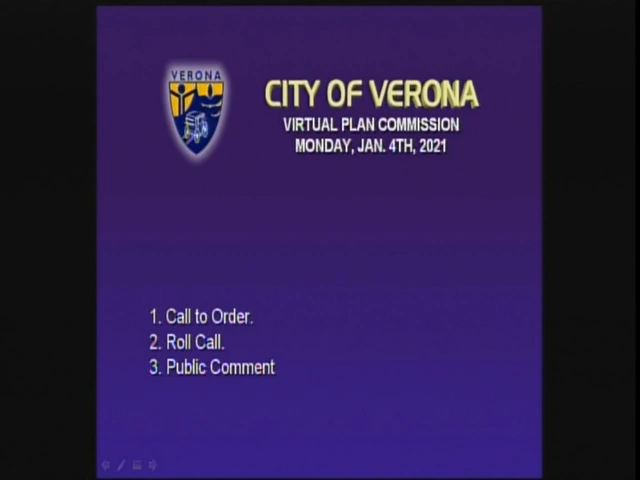 VERONA
CITY OF VERONA
VIRTUAL PLAN COMMISSION
MONDAY, JAN. 4TH, 2021
1. Call to Order.
2. Roll Call.
3. Public Comment